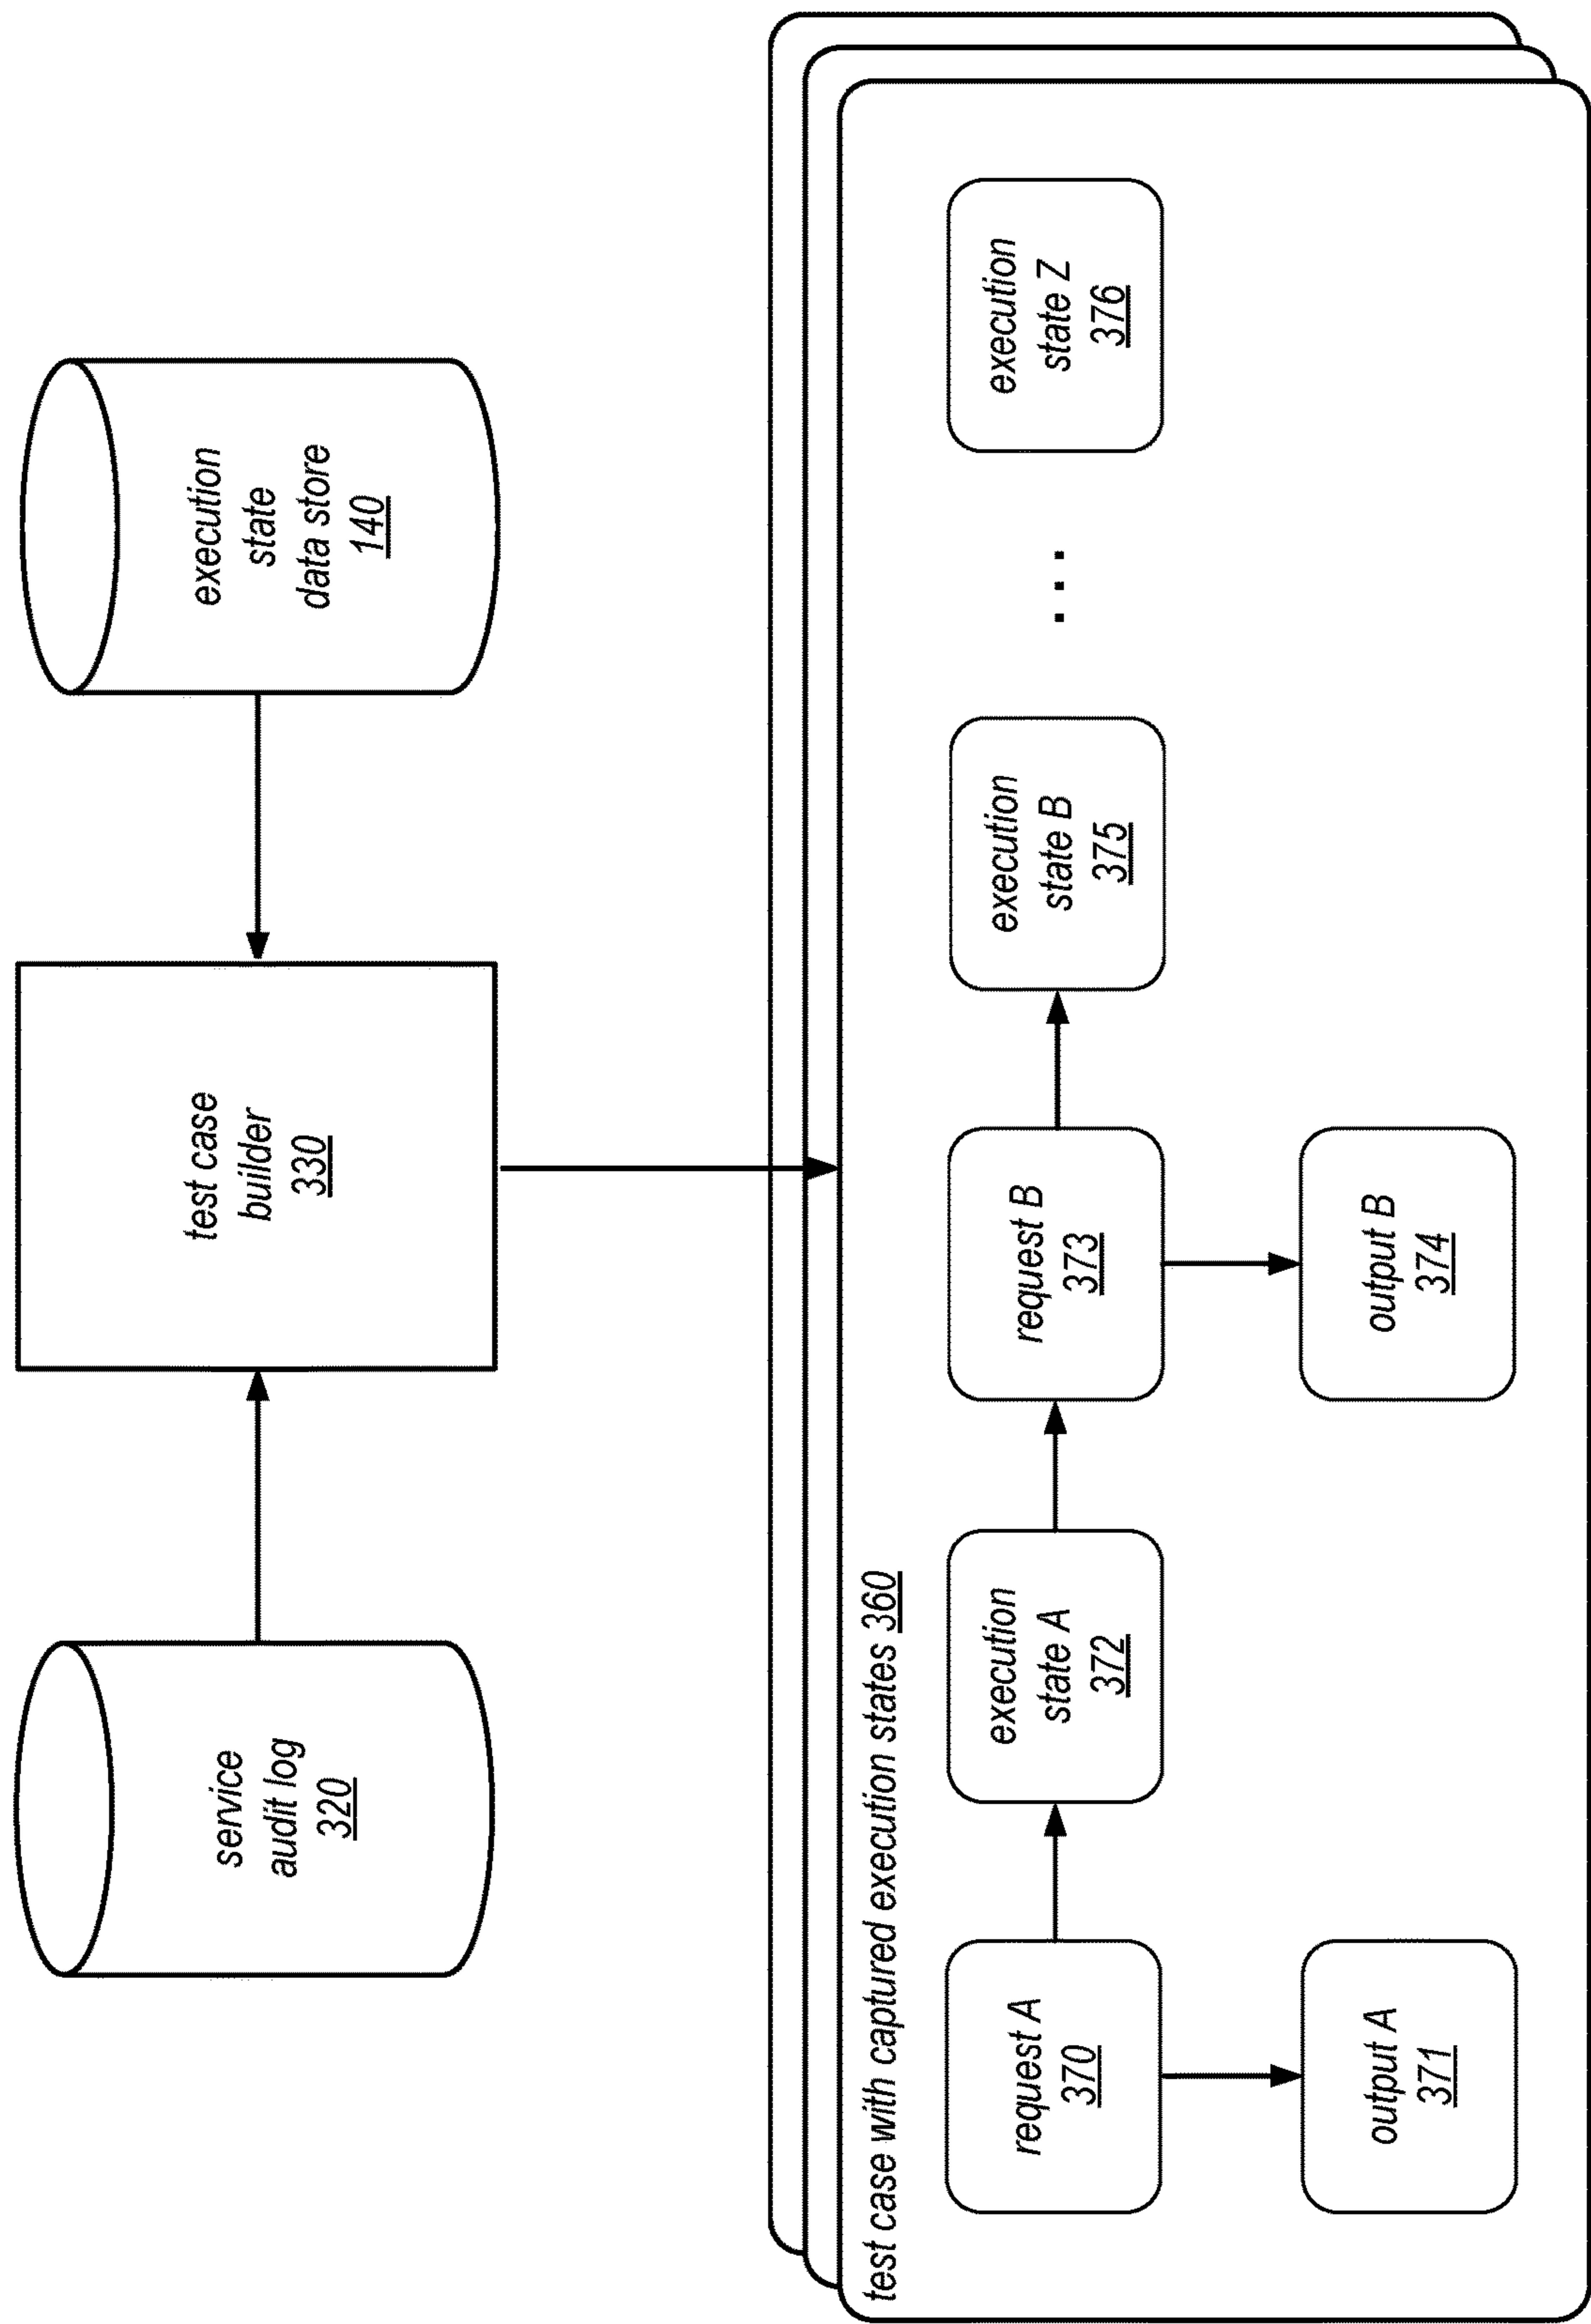 service
audit log
320
test case
builder
330
execution
state
data store
140
test case with captured execution states 360
request A
370
execution
state A
372
request B
373
execution
state B
375
...
execution
state Z
376
output A
371
output B
374